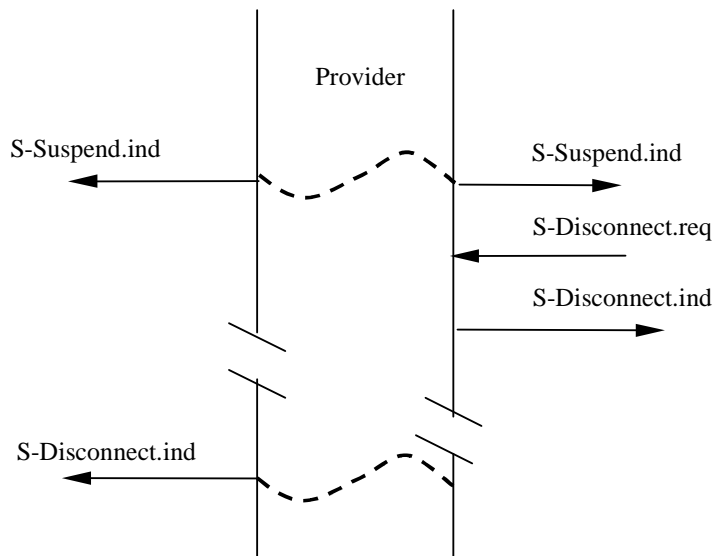 Provider
S-Suspend.ind
S-Suspend.ind
S-Disconnect.req
S-Disconnect.ind
S-Disconnect.ind